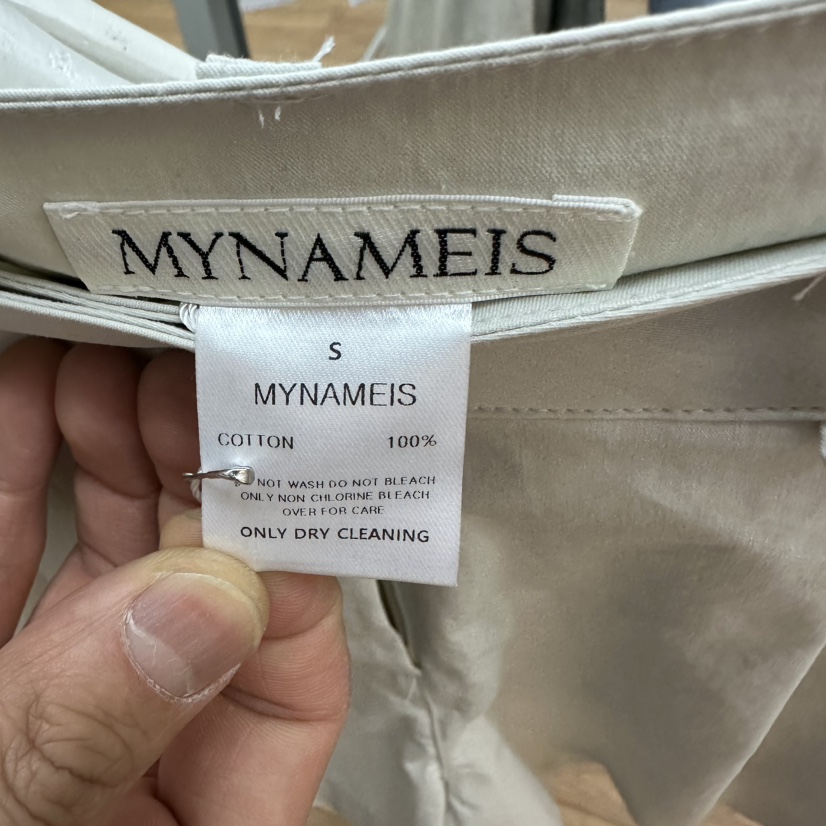 MYNAMEIS
S
MYNAMEIS
COTTON 100%
NOT WASH DO NOT BLEACH
ONLY NON CHLORINE BLEACH
OVER FOR CARE
ONLY DRY CLEANING